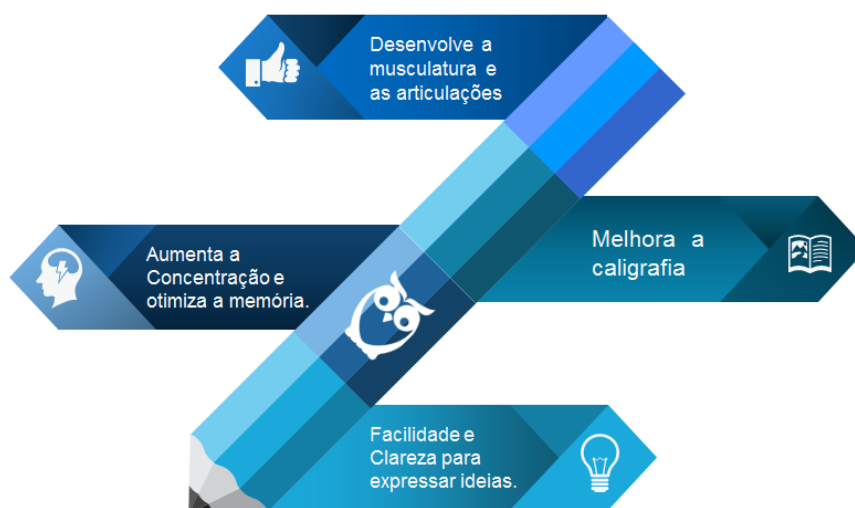 Desenvolve a
musculatura e
as articulações
Aumenta a
Concentração e
otimiza a memória.
Melhora a
caligrafia
Facilidade e
Clareza para
expressar ideias.